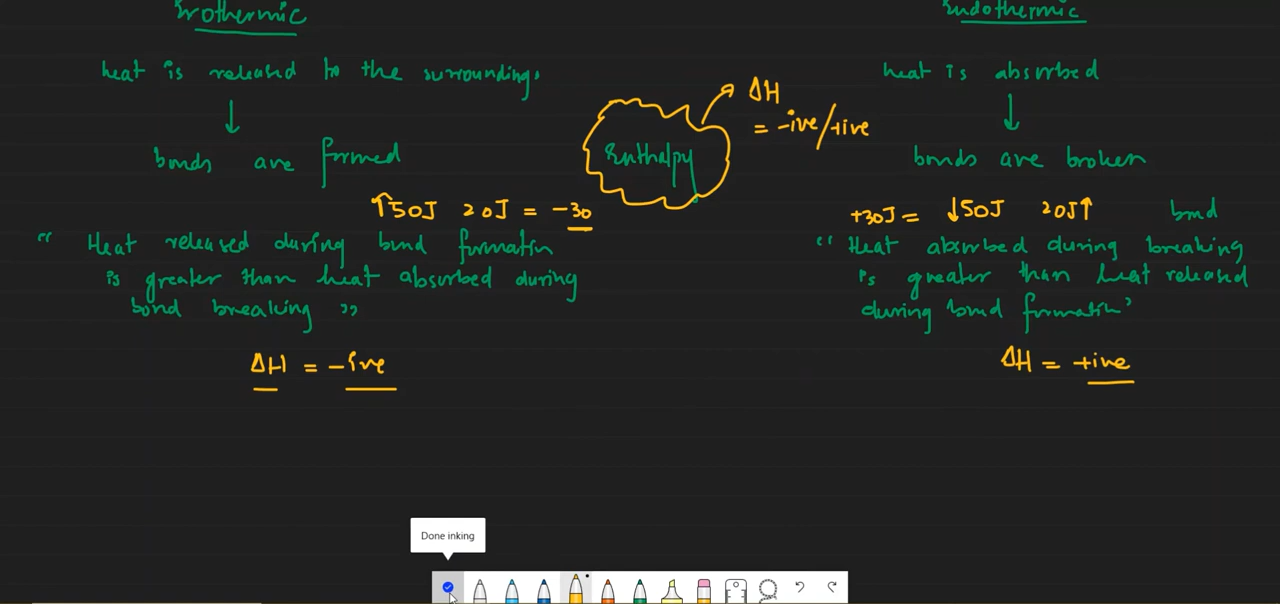 Exothermic
Endothermic
heat is released to the surroundings
heat is absorbed
ΔH
= -ive/+ive
↓
↓
bonds are formed
Enthalpy
bonds are broken
↑50J 20J = -30
+30J = ↓50J 20J↑ bond
" Heat released during bond formation
is greater than heat absorbed during
bond breaking "
" Heat absorbed during breaking
is greater than heat released
during bond formation"
ΔH = -ive
ΔH = +ive
Done inking